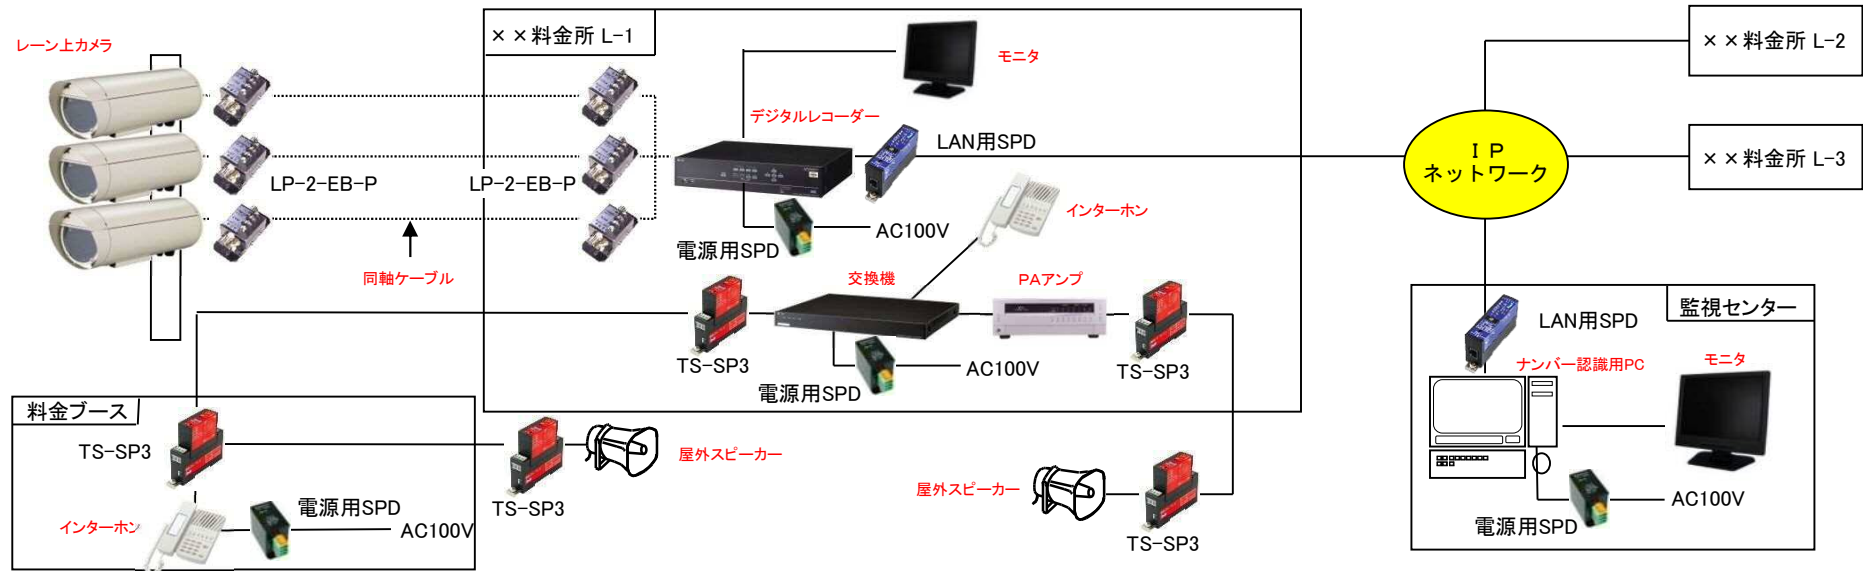 レーン上カメラ
LP-2-EB-P
同軸ケーブル
××料金所 L-1
LP-2-EB-P
モニタ
デジタルレコーダー
LAN用SPD
電源用SPD
AC100V
インターホン
交換機
PAアンプ
TS-SP3
電源用SPD
AC100V
TS-SP3
料金ブース
TS-SP3
インターホン
電源用SPD
AC100V
TS-SP3
屋外スピーカー
屋外スピーカー
TS-SP3
IP
ネットワーク
××料金所 L-2
××料金所 L-3
監視センター
LAN用SPD
ナンバー認識用PC
モニタ
電源用SPD
AC100V